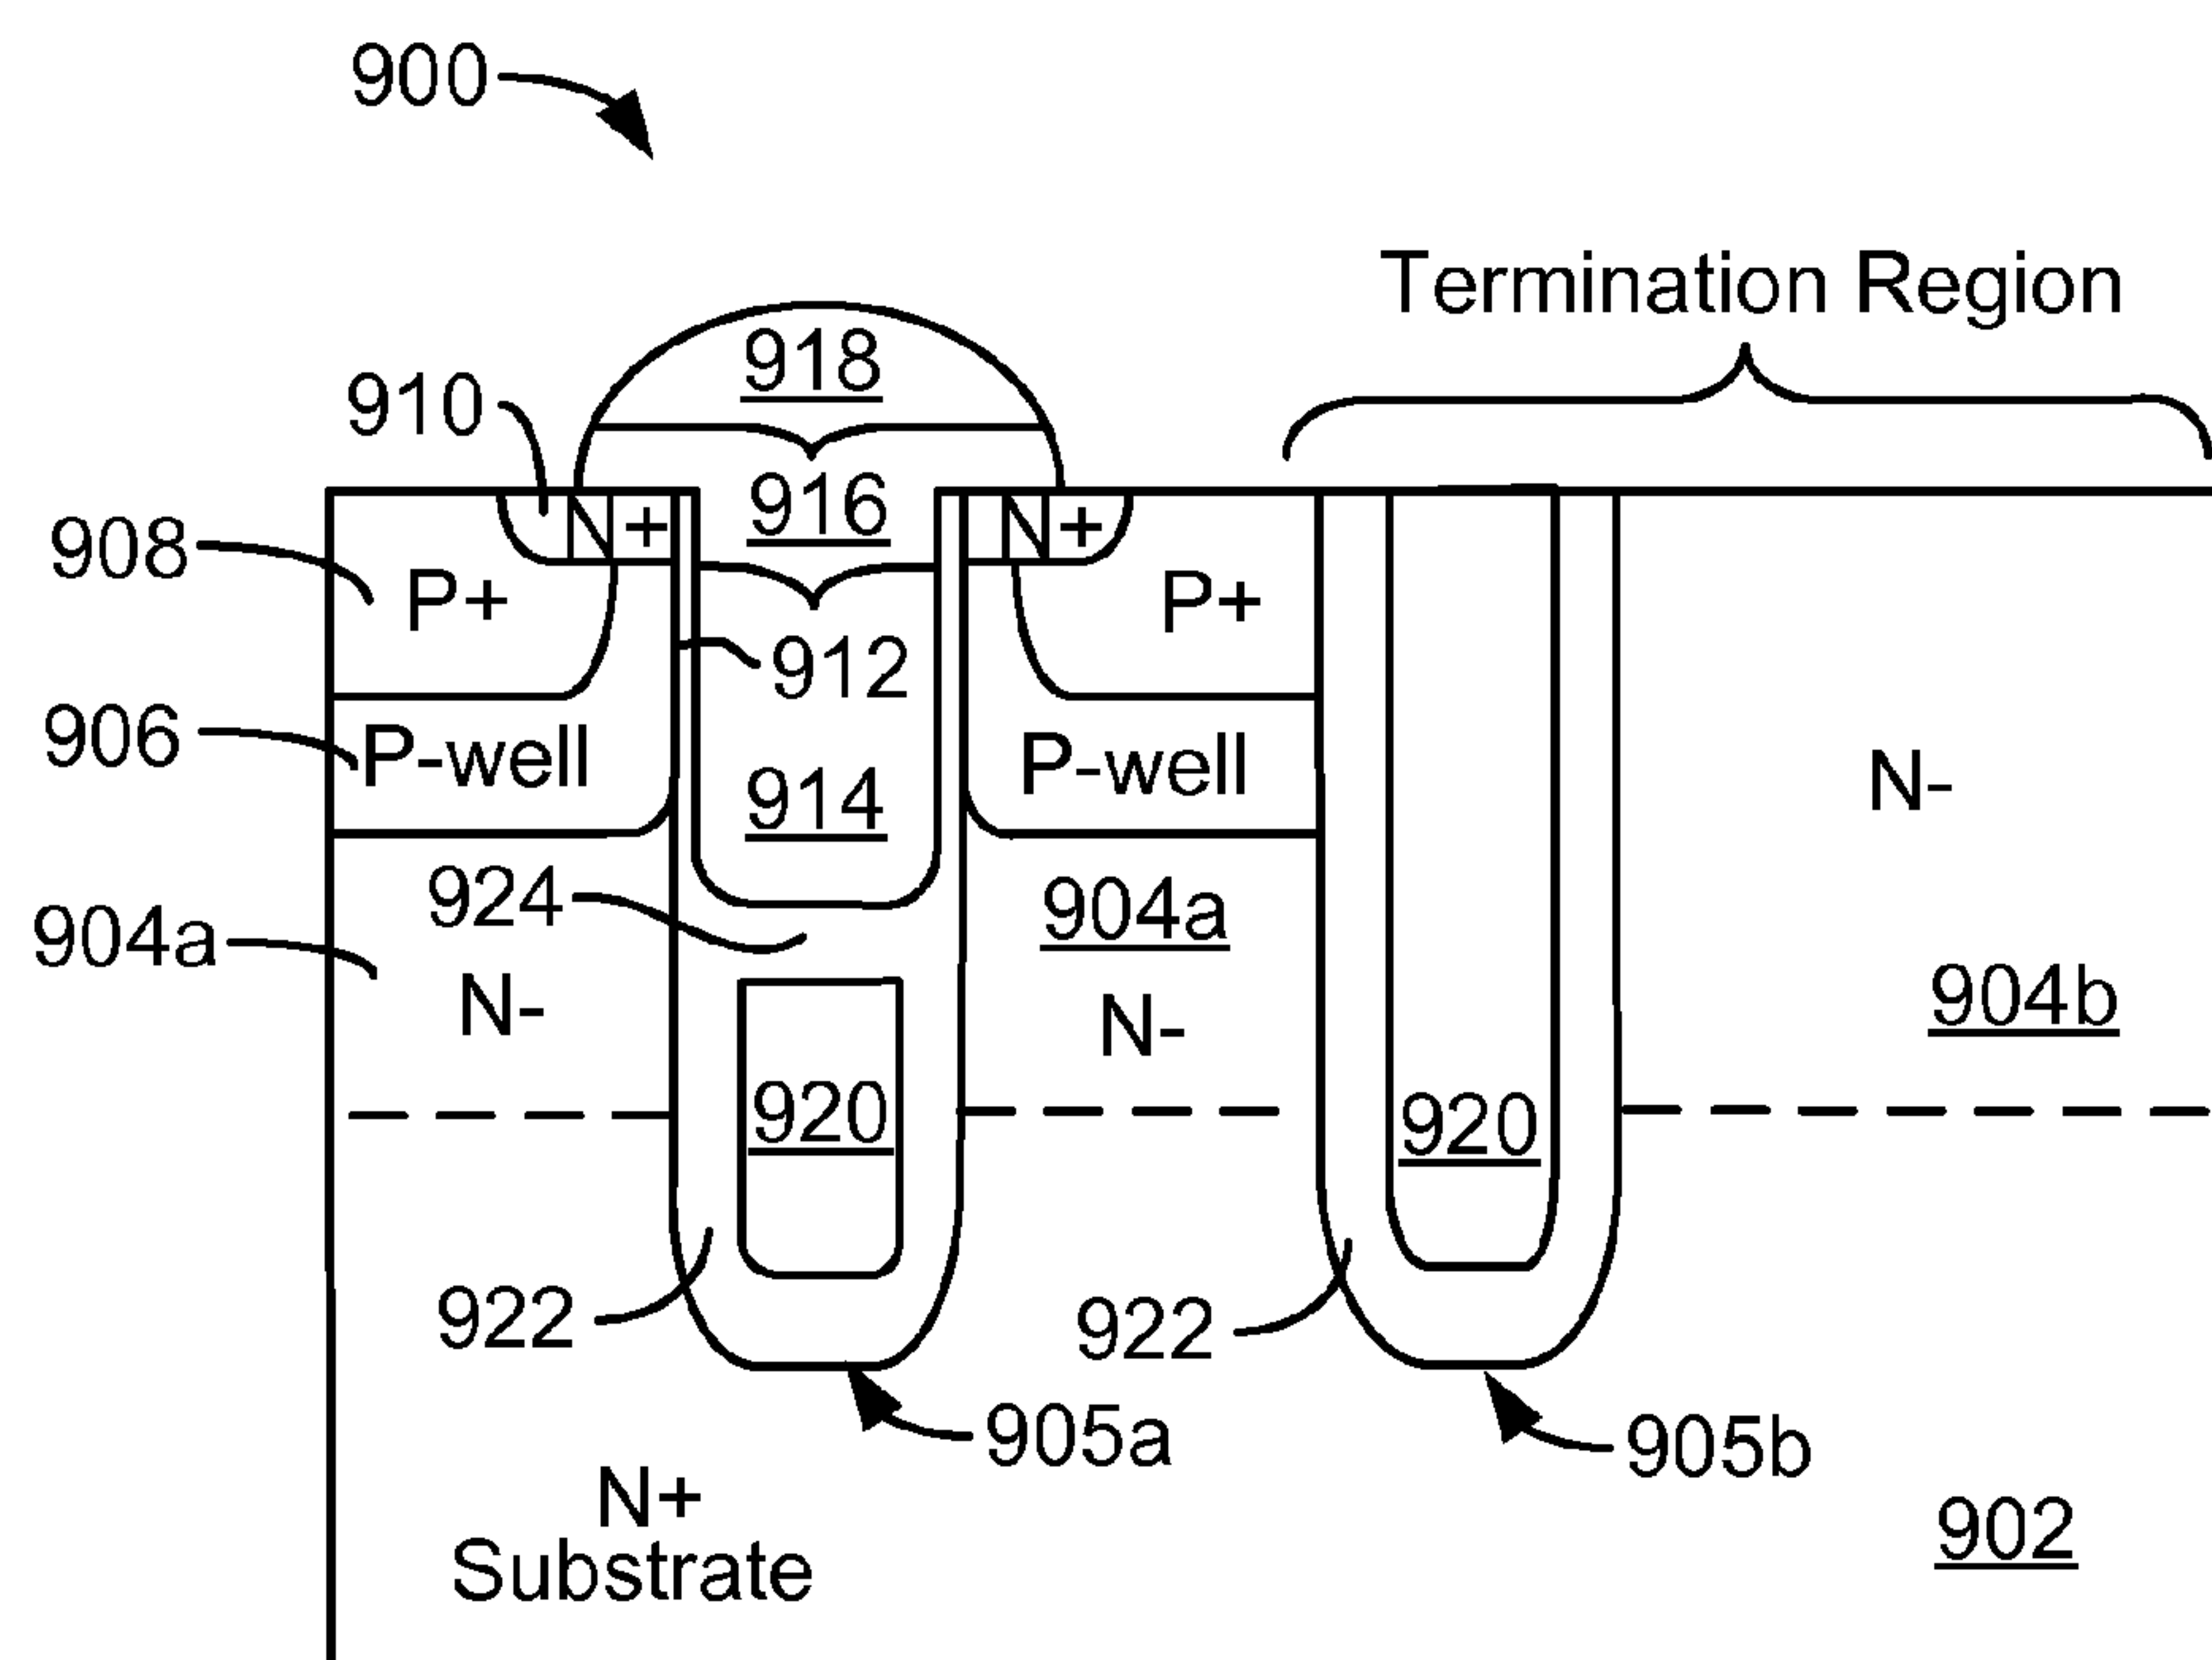 900
Termination Region
918
910
916
N+
N+
908
P+
P+
912
906
P-well
P-well
914
N-
924
904a
904a
904b
N-
N-
920
920
922
922
905a
905b
N+
902
Substrate